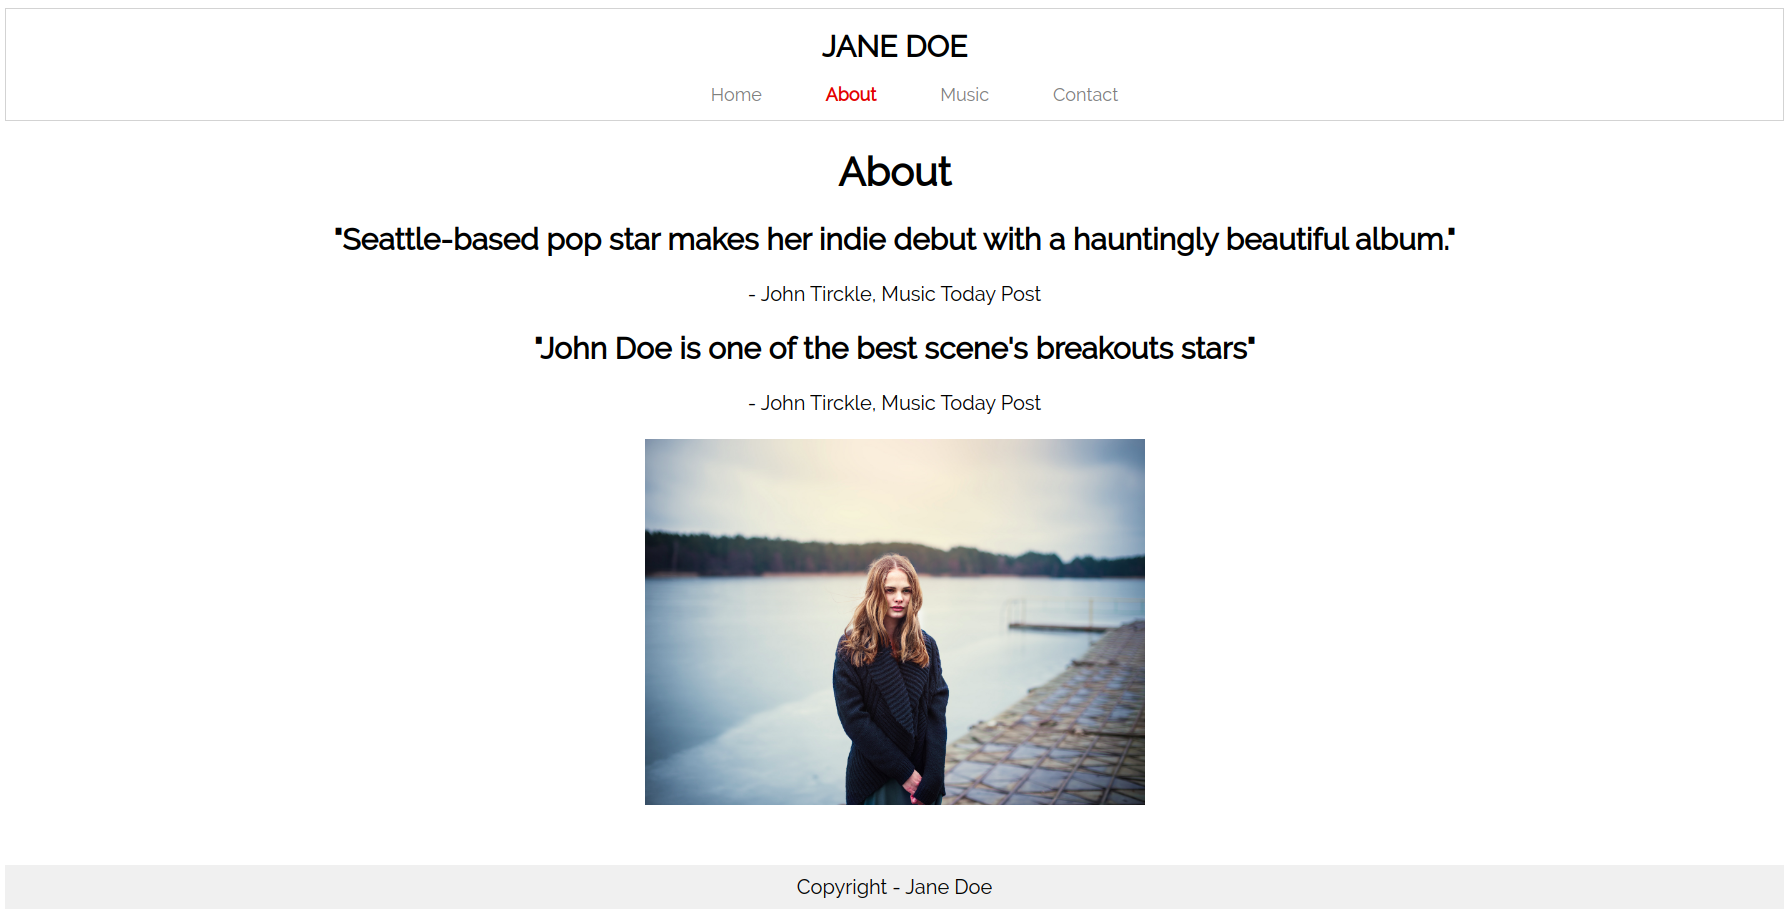 JANE DOE
Home About Music Contact
About
"Seattle-based pop star makes her indie debut with a hauntingly beautiful album."
- John Tirckle, Music Today Post
"John Doe is one of the best scene's breakouts stars"
- John Tirckle, Music Today Post
Copyright - Jane Doe